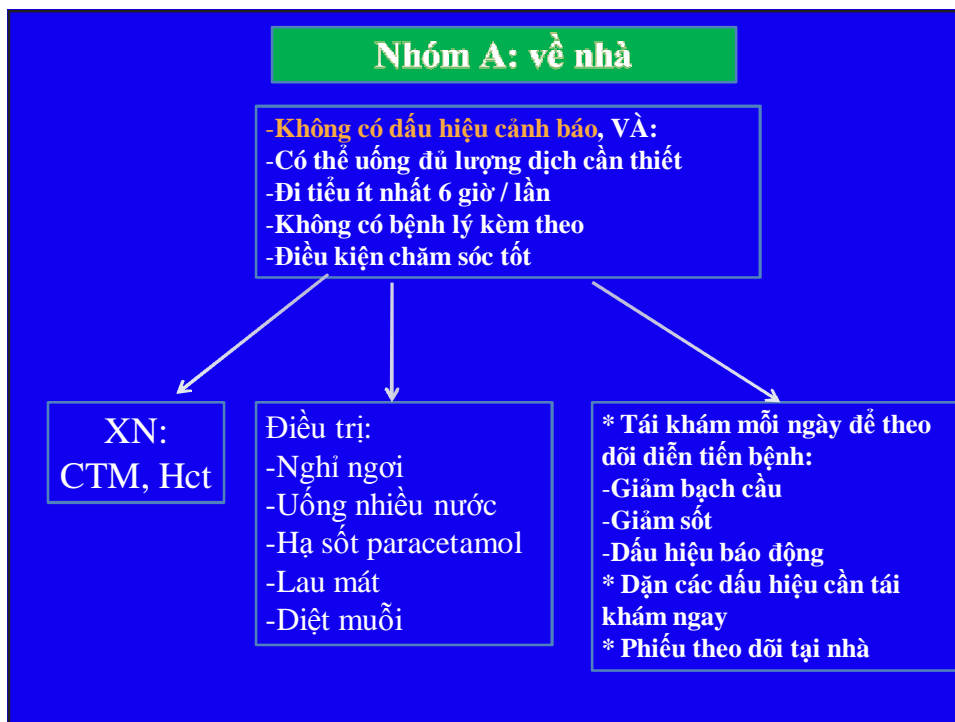 Nhóm A: về nhà
-Không có dấu hiệu cảnh báo, VÀ:
-Có thể uống đủ lượng dịch cần thiết
-Đi tiểu ít nhất 6 giờ / lần
-Không có bệnh lý kèm theo
-Điều kiện chăm sóc tốt
XN:
CTM, Hct
Điều trị:
-Nghỉ ngơi
-Uống nhiều nước
-Hạ sốt paracetamol
-Lau mát
-Diệt muỗi
* Tái khám mỗi ngày để theo
dõi diễn tiến bệnh:
-Giảm bạch cầu
-Giảm sốt
-Dấu hiệu báo động
* Dặn các dấu hiệu cần tái
khám ngay
* Phiếu theo dõi tại nhà